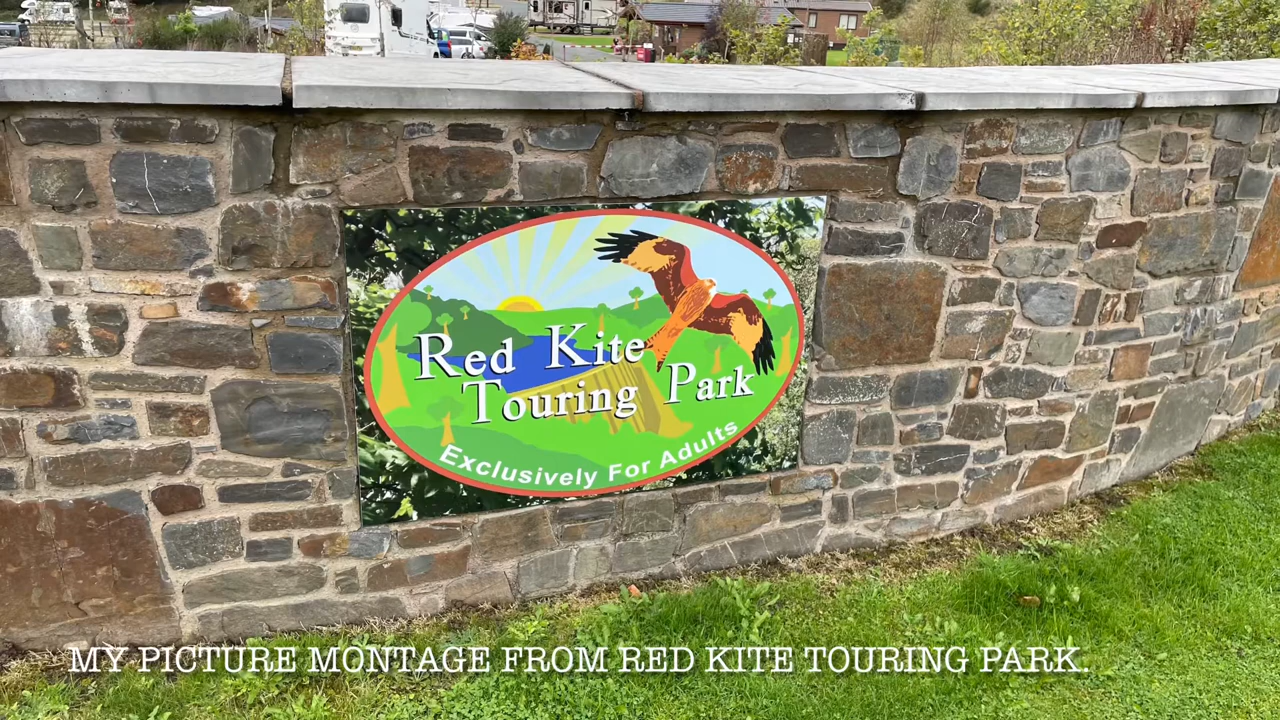 Red Kite
Touring Park
Exclusively For Adults
MY PICTURE MONTAGE FROM RED KITE TOURING PARK.